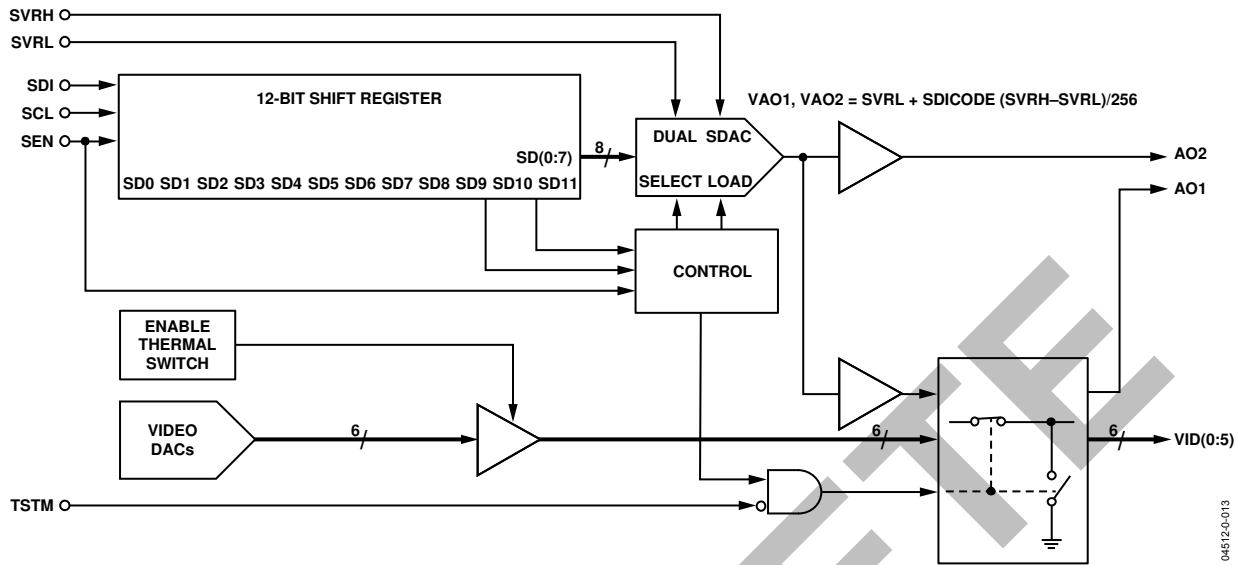 SVRH
SVRL
SDI
SCL
SEN
12-BIT SHIFT REGISTER
SD(0:7)
SD0 SD1 SD2 SD3 SD4 SD5 SD6 SD7 SD8 SD9 SD10 SD11
8
DUAL SDAC
SELECT LOAD
VAO1, VAO2 = SVRL + SDICODE (SVRH–SVRL)/256
AO2
AO1
CONTROL
ENABLE
THERMAL
SWITCH
VIDEO
DACs
6
6
6
VID(0:5)
TSTM
04512-0-013
ETE